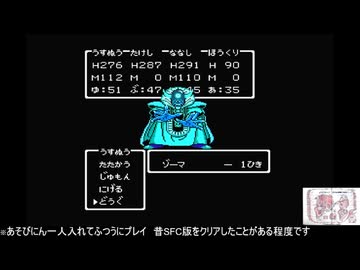 うすぬう たけし ななし ほうくり
H276 H287 H291 H 90
M112 M 0 M110 M 0
ゆ:51 ぶ:47 :45 あ:35
うすぬう
たたかう
じゅもん
にげる
▶どうぐ
ゾーマ ー 1ひき
※あそびにん一人入れてふつうにプレイ 昔SFC版をクリアしたことがある程度です